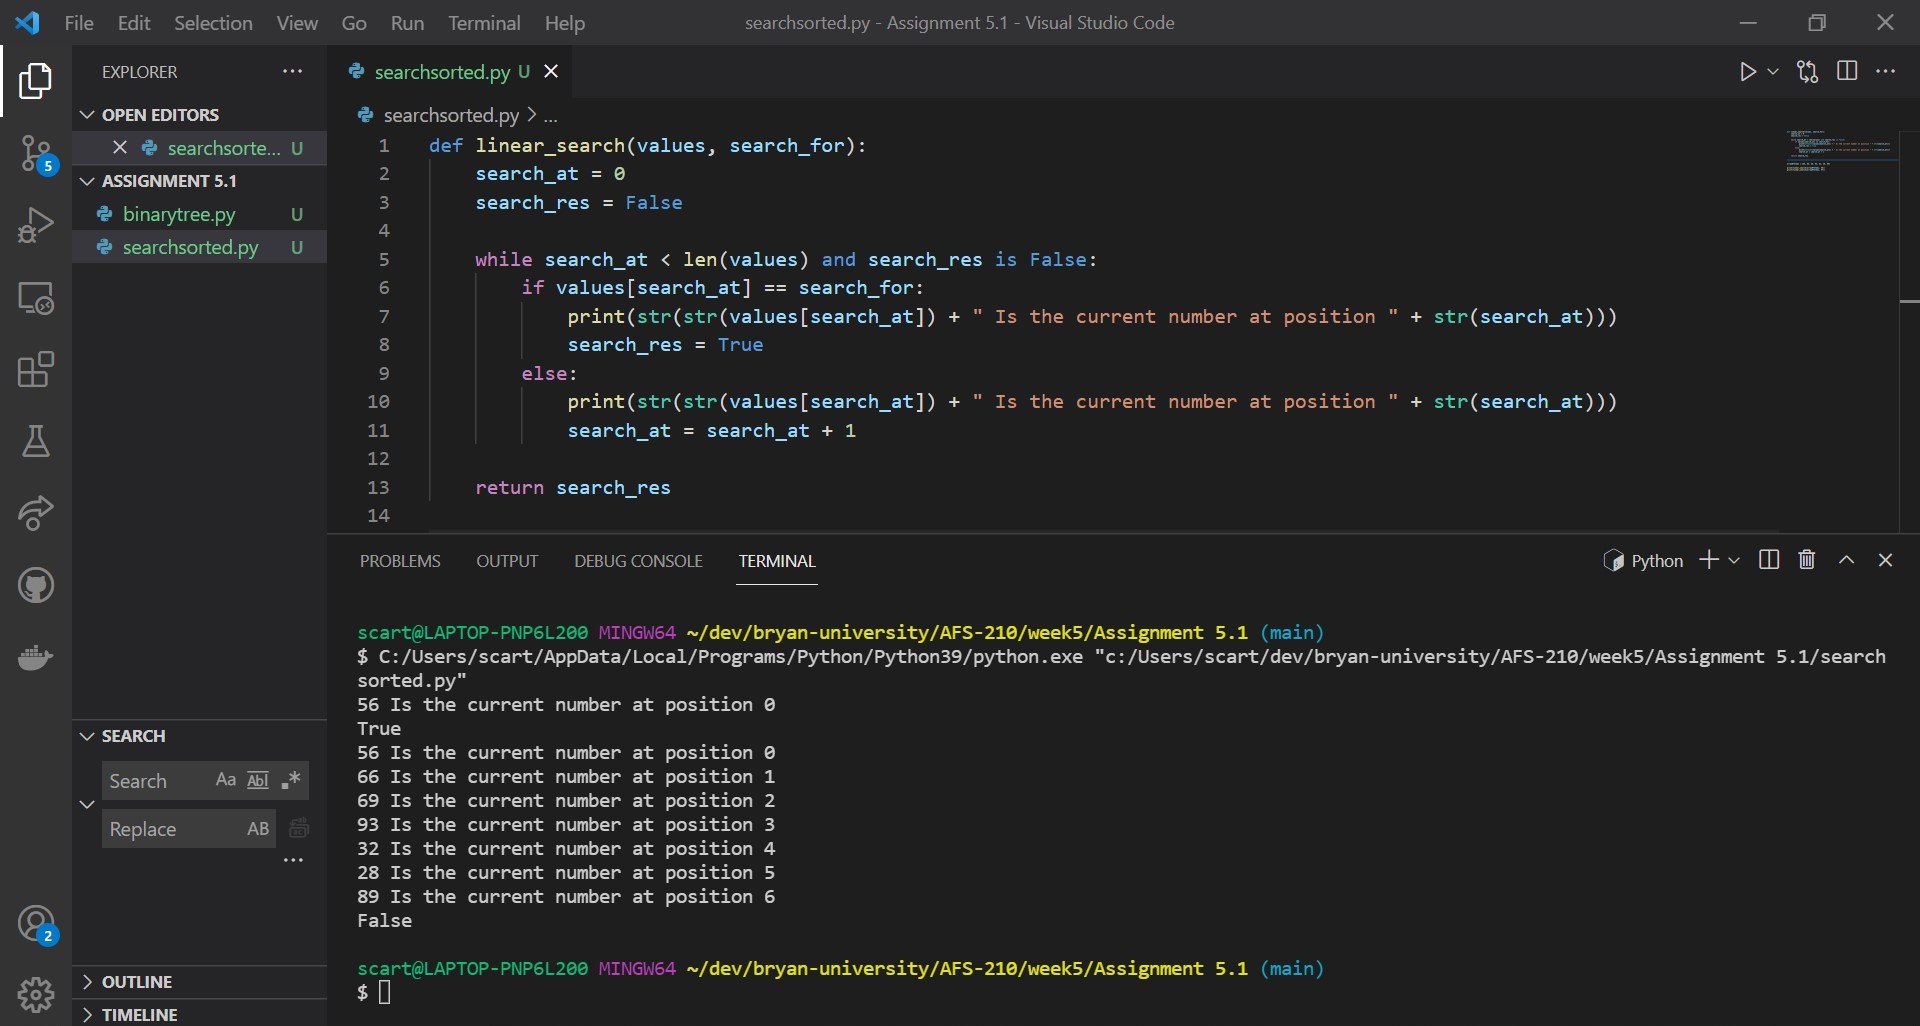 File Edit Selection View Go Run Terminal Help
searchsorted.py - Assignment 5.1 - Visual Studio Code
EXPLORER
OPEN EDITORS
searchsorte... U
ASSIGNMENT 5.1
binarytree.py U
searchsorted.py U
5
SEARCH
Search Aa Abl .*
Replace AB
2
OUTLINE
TIMELINE
searchsorted.py U
searchsorted.py > ...
1 def linear_search(values, search_for):
2     search_at = 0
3     search_res = False
4
5     while search_at < len(values) and search_res is False:
6         if values[search_at] == search_for:
7             print(str(str(values[search_at]) + " Is the current number at position " + str(search_at)))
8             search_res = True
9         else:
10             print(str(str(values[search_at]) + " Is the current number at position " + str(search_at)))
11             search_at = search_at + 1
12
13     return search_res
14
PROBLEMS OUTPUT DEBUG CONSOLE TERMINAL
Python
scart@LAPTOP-PNP6L200 MINGW64 ~/dev/bryan-university/AFS-210/week5/Assignment 5.1 (main)
$ C:/Users/scart/AppData/Local/Programs/Python/Python39/python.exe "c:/Users/scart/dev/bryan-university/AFS-210/week5/Assignment 5.1/search
sorted.py"
56 Is the current number at position 0
True
56 Is the current number at position 0
66 Is the current number at position 1
69 Is the current number at position 2
93 Is the current number at position 3
32 Is the current number at position 4
28 Is the current number at position 5
89 Is the current number at position 6
False
scart@LAPTOP-PNP6L200 MINGW64 ~/dev/bryan-university/AFS-210/week5/Assignment 5.1 (main)
$